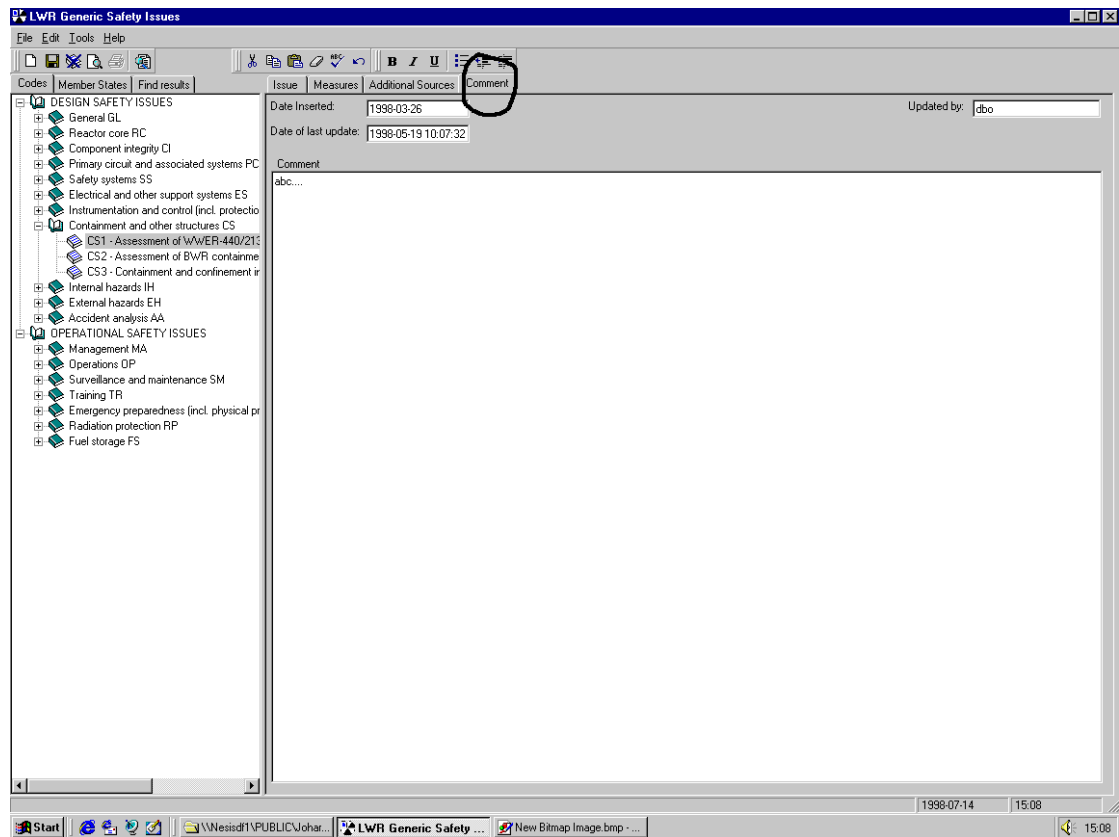 LWR Generic Safety Issues
File Edit Tools Help
ABC B I U
Codes Member States Find results
Issue Measures Additional Sources Comment
DESIGN SAFETY ISSUES
General GL
Reactor core RC
Component integrity CI
Primary circuit and associated systems PC
Safety systems SS
Electrical and other support systems ES
Instrumentation and control (incl. protectio
Containment and other structures CS
CS1 - Assessment of WWER-440/213
CS2 - Assessment of BWR containme
CS3 - Containment and confinement ir
Internal hazards IH
External hazards EH
Accident analysis AA
OPERATIONAL SAFETY ISSUES
Management MA
Operations OP
Surveillance and maintenance SM
Training TR
Emergency preparedness (incl. physical pr
Radiation protection RP
Fuel storage FS
Date Inserted: 1998-03-26 Updated by: dbo
Date of last update: 1998-05-19 10:07:32
Comment
abc....
1998-07-14 15:08
Start \\Nesisdf1\PUBLIC\Johar... LWR Generic Safety ... New Bitmap Image.bmp - ... 15:08